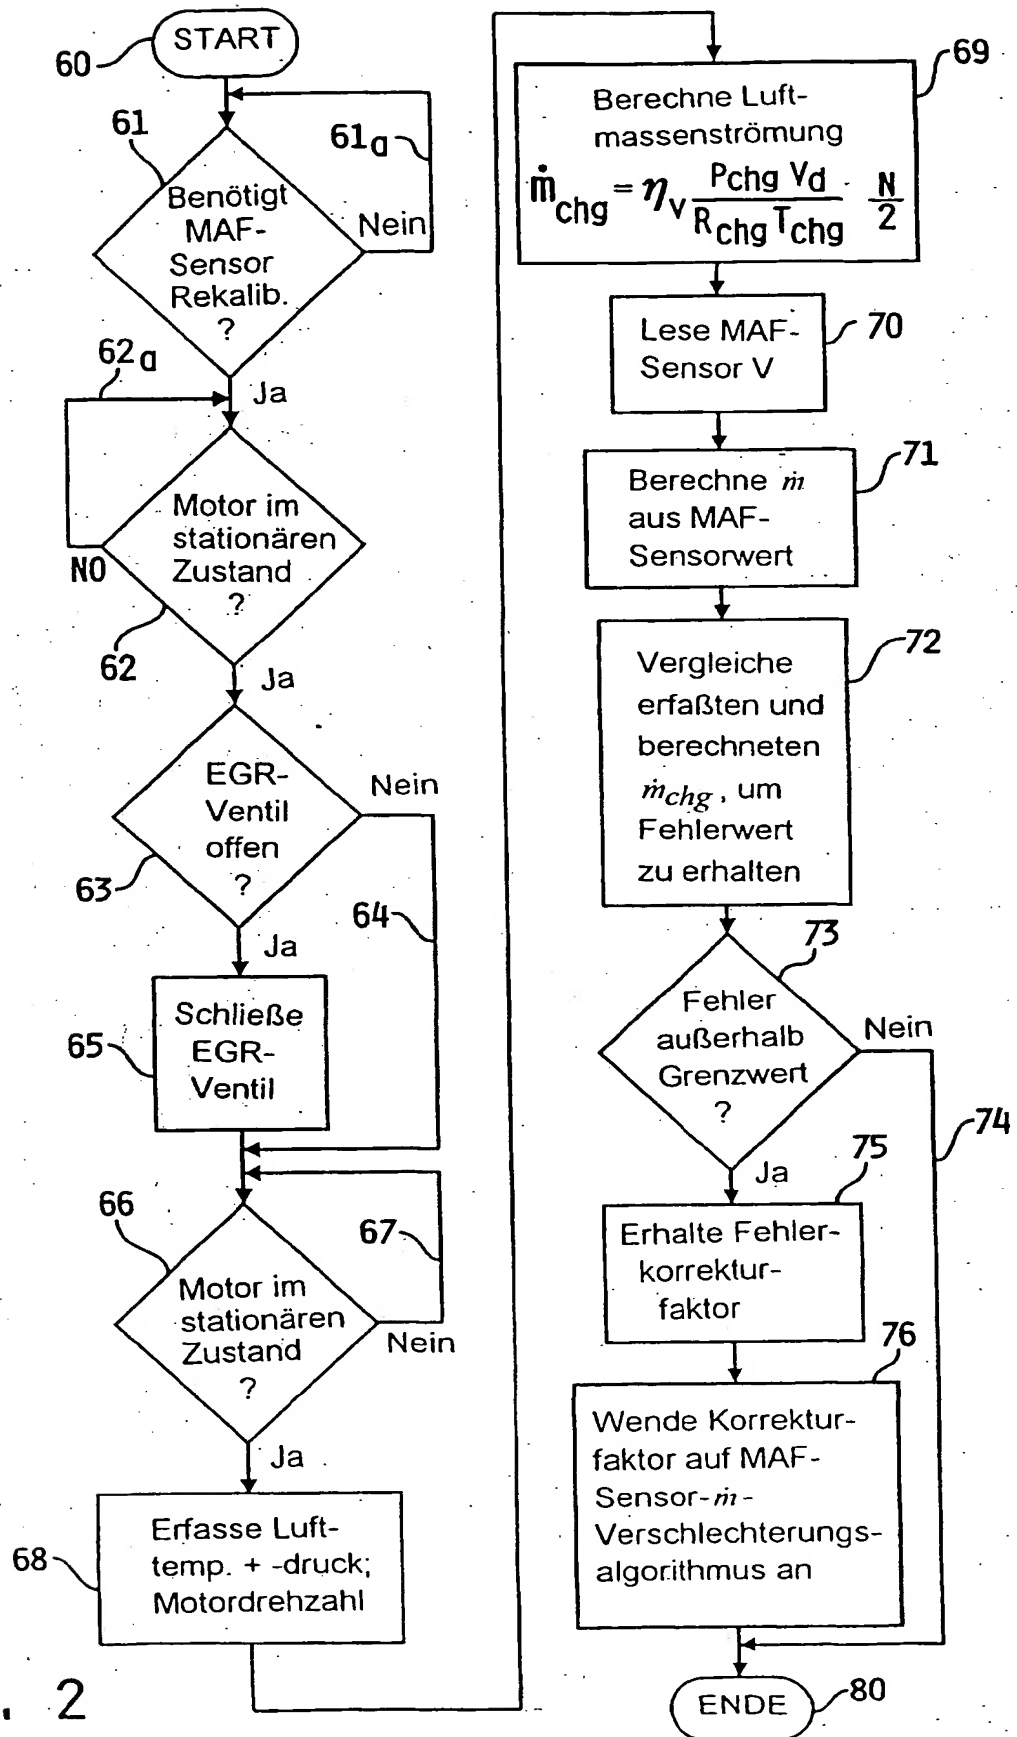 START
60
61
61a
Benötigt
MAF-
Sensor
Rekalib.
?
Nein
62a
Ja
Motor im
stationären
Zustand
?
NO
62
Ja
EGR-
Ventil
offen
?
Nein
63
64
Ja
Schließe
EGR-
Ventil
65
66
67
Motor im
stationären
Zustand
?
Nein
Ja
Erfasse Luft-
temp. + -druck;
Motordrehzahl
68
. 2
69
Berechne Luft-
massenströmung
ṁchg = ηv Pchg Vd / Rchg Tchg · N/2
Lese MAF-
Sensor V
70
71
Berechne ṁ
aus MAF-
Sensorwert
72
Vergleiche
erfaßten und
berechneten
ṁchg, um
Fehlerwert
zu erhalten
73
Fehler
außerhalb
Grenzwert
?
Nein
74
Ja
75
Erhalte Fehler-
korrektur-
faktor
76
Wende Korrektur-
faktor auf MAF-
Sensor-ṁ-
Verschlechterungs-
algorithmus an
ENDE
80